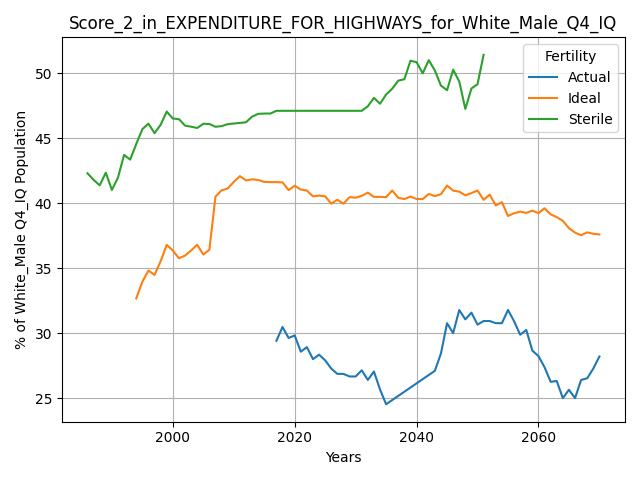 Score_2_in_EXPENDITURE_FOR_HIGHWAYS_for_White_Male_Q4_IQ
Fertility
Actual
Ideal
Sterile
% of White_Male Q4_IQ Population
50
45
40
35
30
25
2000
2020
2040
2060
Years